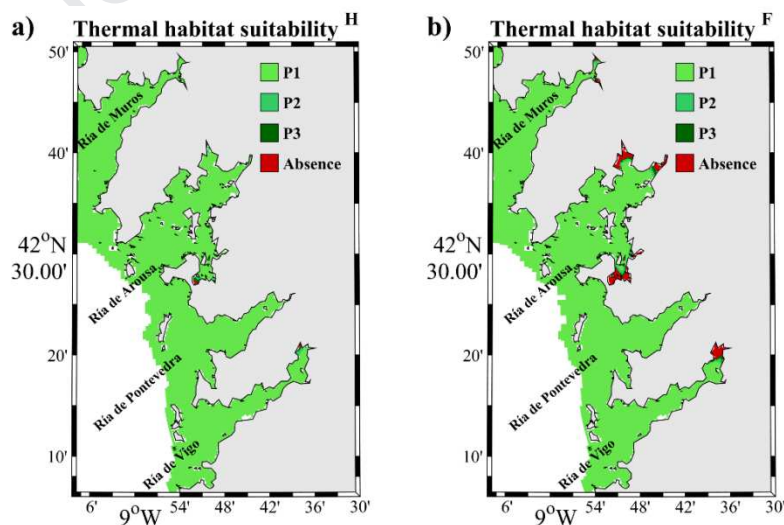 a) Thermal habitat suitability H
50'
40'
42°N
30.00'
20'
10'
6'
9°W
54'
48'
42'
36'
30'
P1
P2
P3
Absence
Ría de Muros
Ría de Arousa
Ría de Pontevedra
Ría de Vigo
b) Thermal habitat suitability F
50'
40'
42°N
30.00'
20'
10'
6'
9°W
54'
48'
42'
36'
30'
P1
P2
P3
Absence
Ría de Muros
Ría de Arousa
Ría de Pontevedra
Ría de Vigo